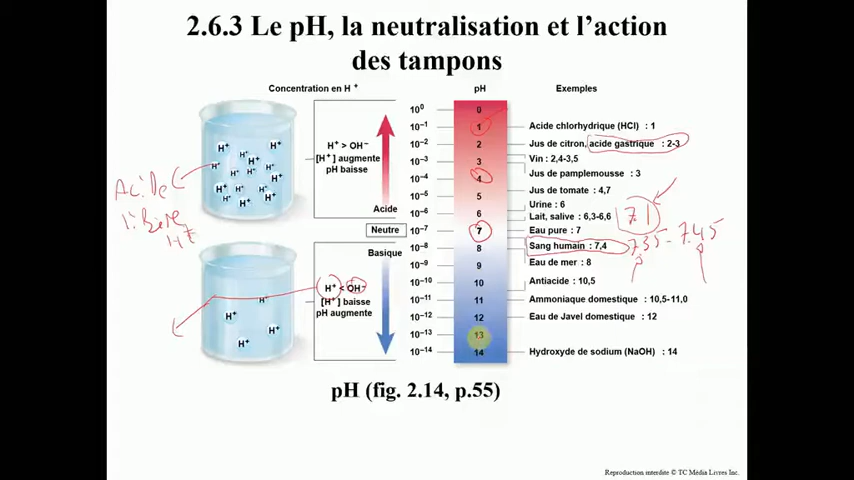 2.6.3 Le pH, la neutralisation et l’action
des tampons
Concentration en H +
pH
Exemples
H+ H+ H+ H+ H+ H+ H+ H+ H+ H+ H+ H+ H+ H+ H+
H+ > OH–
[H+] augmente
pH baisse
Acide
Neutre
Basique
H+ < OH–
[H+] baisse
pH augmente
H+
H+
H+
H+
10⁰ 0
10⁻¹ 1
10⁻² 2
10⁻³ 3
10⁻⁴ 4
10⁻⁵ 5
10⁻⁶ 6
10⁻⁷ 7
10⁻⁸ 8
10⁻⁹ 9
10⁻¹⁰ 10
10⁻¹¹ 11
10⁻¹² 12
10⁻¹³ 13
10⁻¹⁴ 14
Acide chlorhydrique (HCl) : 1
Jus de citron, acide gastrique : 2-3
Vin : 2,4-3,5
Jus de pamplemousse : 3
Jus de tomate : 4,7
Urine : 6
Lait, salive : 6,3-6,6
Eau pure : 7
Sang humain : 7,4
Eau de mer : 8
Antiacide : 10,5
Ammoniaque domestique : 10,5-11,0
Eau de Javel domestique : 12
Hydroxyde de sodium (NaOH) : 14
Acide
libère
H+
7.1
7.35 - 7.45
pH (fig. 2.14, p.55)
Reproduction interdite © TC Média Livres Inc.